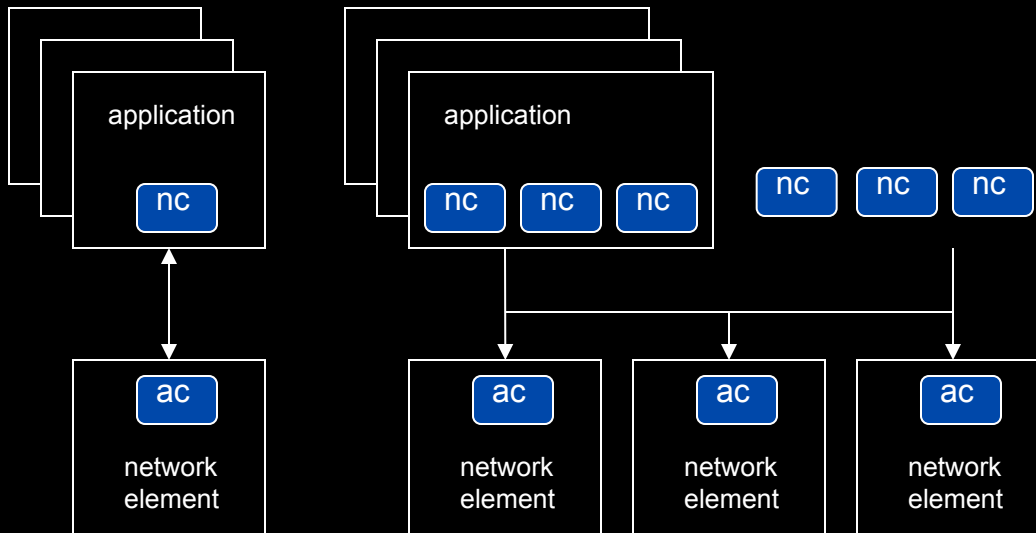 application
application
nc
nc
nc
nc
nc
nc
nc
ac
ac
ac
ac
network
element
network
element
network
element
network
element